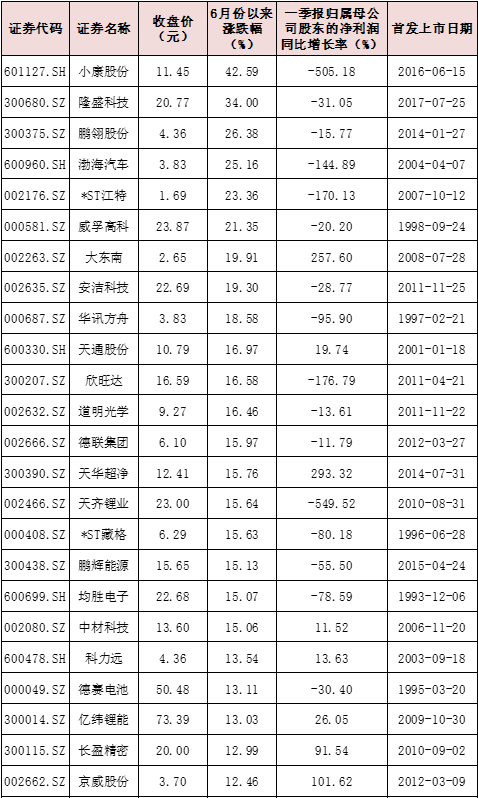 证券代码 证券名称 收盘价（元） 6月份以来涨跌幅（%） 一季报归属母公司股东的净利润同比增长率（%） 首发上市日期
601127.SH 小康股份 11.45 42.59 -505.18 2016-06-15
300680.SZ 隆盛科技 20.77 34.00 -31.05 2017-07-25
300375.SZ 鹏翎股份 4.36 26.38 -15.77 2014-01-27
600960.SH 渤海汽车 3.83 25.16 -144.89 2004-04-07
002176.SZ *ST江特 1.69 23.36 -170.13 2007-10-12
000581.SZ 威孚高科 23.87 21.35 -20.20 1998-09-24
002263.SZ 大东南 2.65 19.91 257.60 2008-07-28
002635.SZ 安洁科技 22.69 19.30 -28.77 2011-11-25
000687.SZ 华讯方舟 3.83 18.58 -95.90 1997-02-21
600330.SH 天通股份 10.79 16.97 19.74 2001-01-18
300207.SZ 欣旺达 16.59 16.58 -176.79 2011-04-21
002632.SZ 道明光学 9.27 16.46 -13.61 2011-11-22
002666.SZ 德联集团 6.10 15.97 -11.79 2012-03-27
300390.SZ 天华超净 12.41 15.76 293.32 2014-07-31
002466.SZ 天齐锂业 23.00 15.64 -549.52 2010-08-31
000408.SZ *ST藏格 6.29 15.63 -80.18 1996-06-28
300438.SZ 鹏辉能源 15.65 15.13 -55.50 2015-04-24
600699.SH 均胜电子 22.68 15.07 -78.59 1993-12-06
002080.SZ 中材科技 13.60 15.06 11.52 2006-11-20
600478.SH 科力远 4.36 13.54 13.63 2003-09-18
000049.SZ 德赛电池 50.48 13.11 -30.40 1995-03-20
300014.SZ 亿纬锂能 73.39 13.03 26.05 2009-10-30
300115.SZ 长盈精密 20.00 12.99 91.54 2010-09-02
002662.SZ 京威股份 3.70 12.46 101.62 2012-03-09